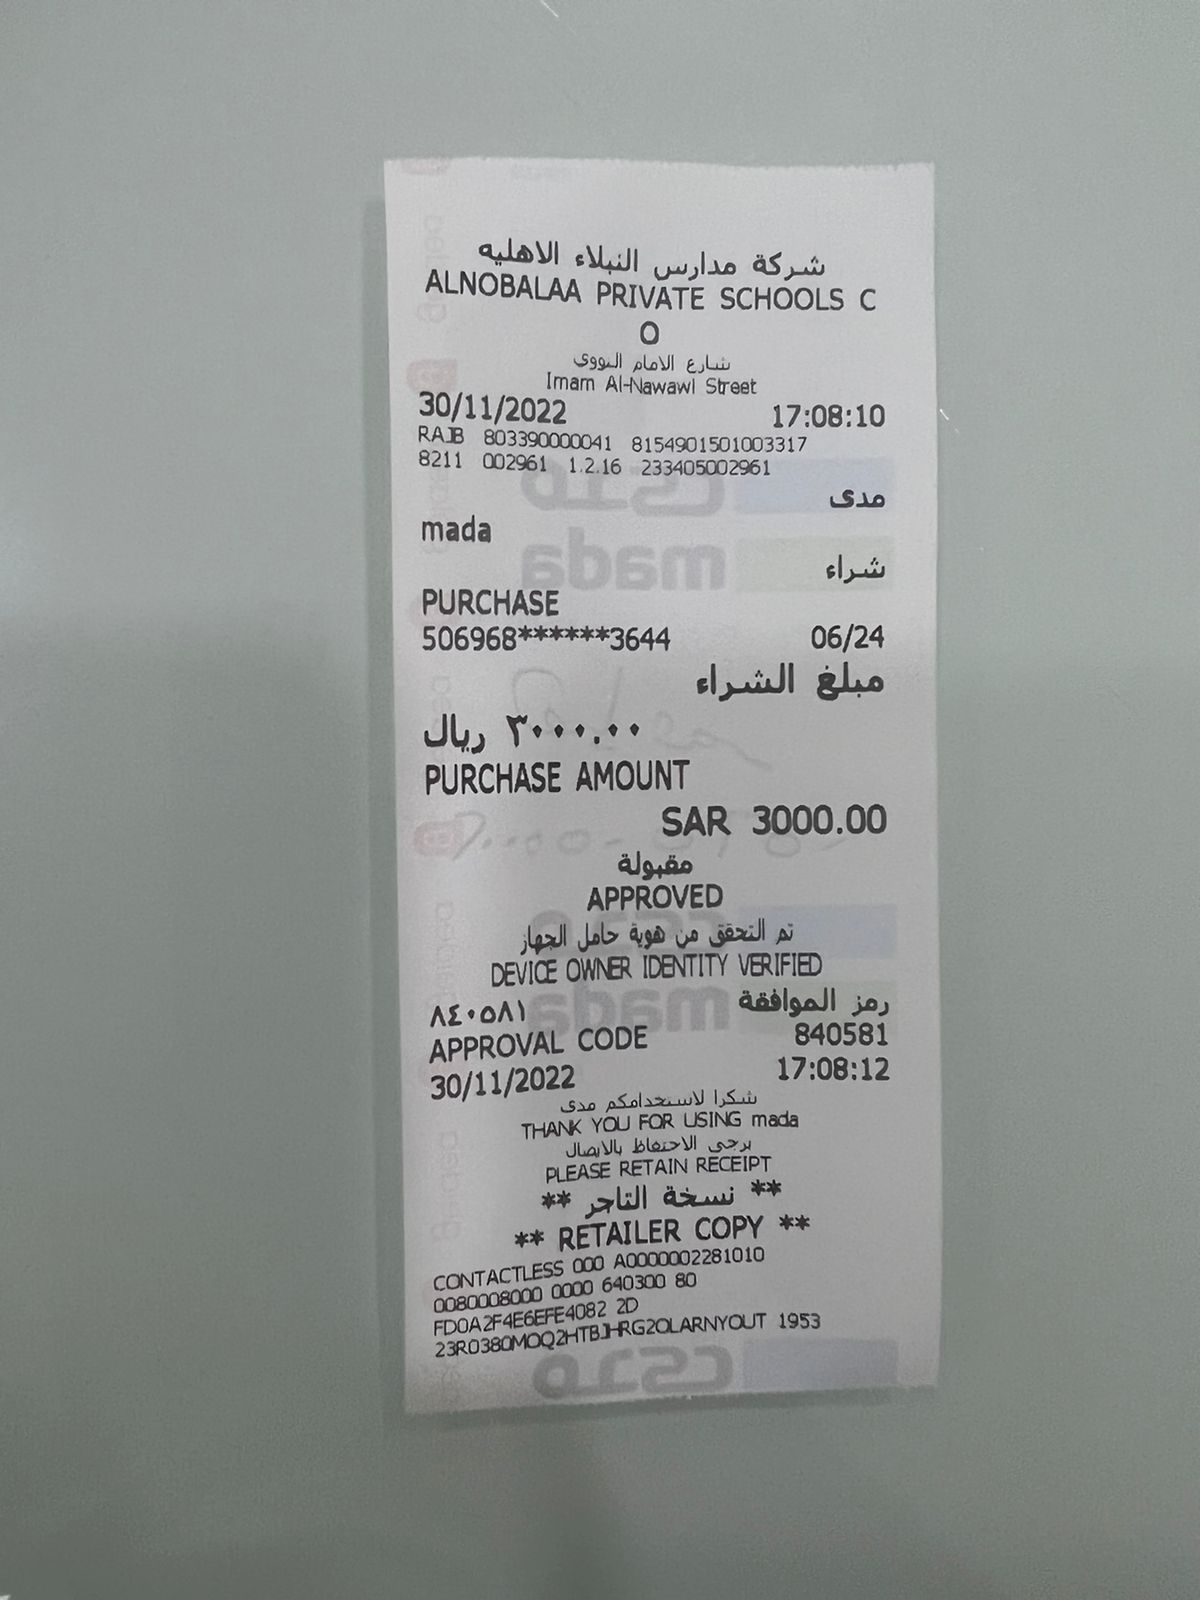 شركة مدارس النبلاء الاهليه
ALNOBALAA PRIVATE SCHOOLS C
O
شارع الامام النووي
Imam Al-Nawawi Street
30/11/2022 17:08:10
RAJB 803390000041 8154901501003317
8211 002961 1.2.16 233405002961
مدى
mada
شراء
PURCHASE
506968******3644 06/24
مبلغ الشراء
٣٠٠٠.٠٠ ريال
PURCHASE AMOUNT
SAR 3000.00
مقبولة
APPROVED
تم التحقق من هوية حامل الجهاز
DEVICE OWNER IDENTITY VERIFIED
رمز الموافقة ٨٤٠٥٨١
APPROVAL CODE 840581
30/11/2022 17:08:12
شكرا لاستخدامكم مدى
THANK YOU FOR USING mada
يرجى الاحتفاظ بالايصال
PLEASE RETAIN RECEIPT
** نسخة التاجر **
** RETAILER COPY **
CONTACTLESS 000 A0000002281010
0080008000 0000 640300 80
FD0A2F4E6EFE4082 2D
23R0380MOQ2HTBJHRG2OLARNYOUT 1953